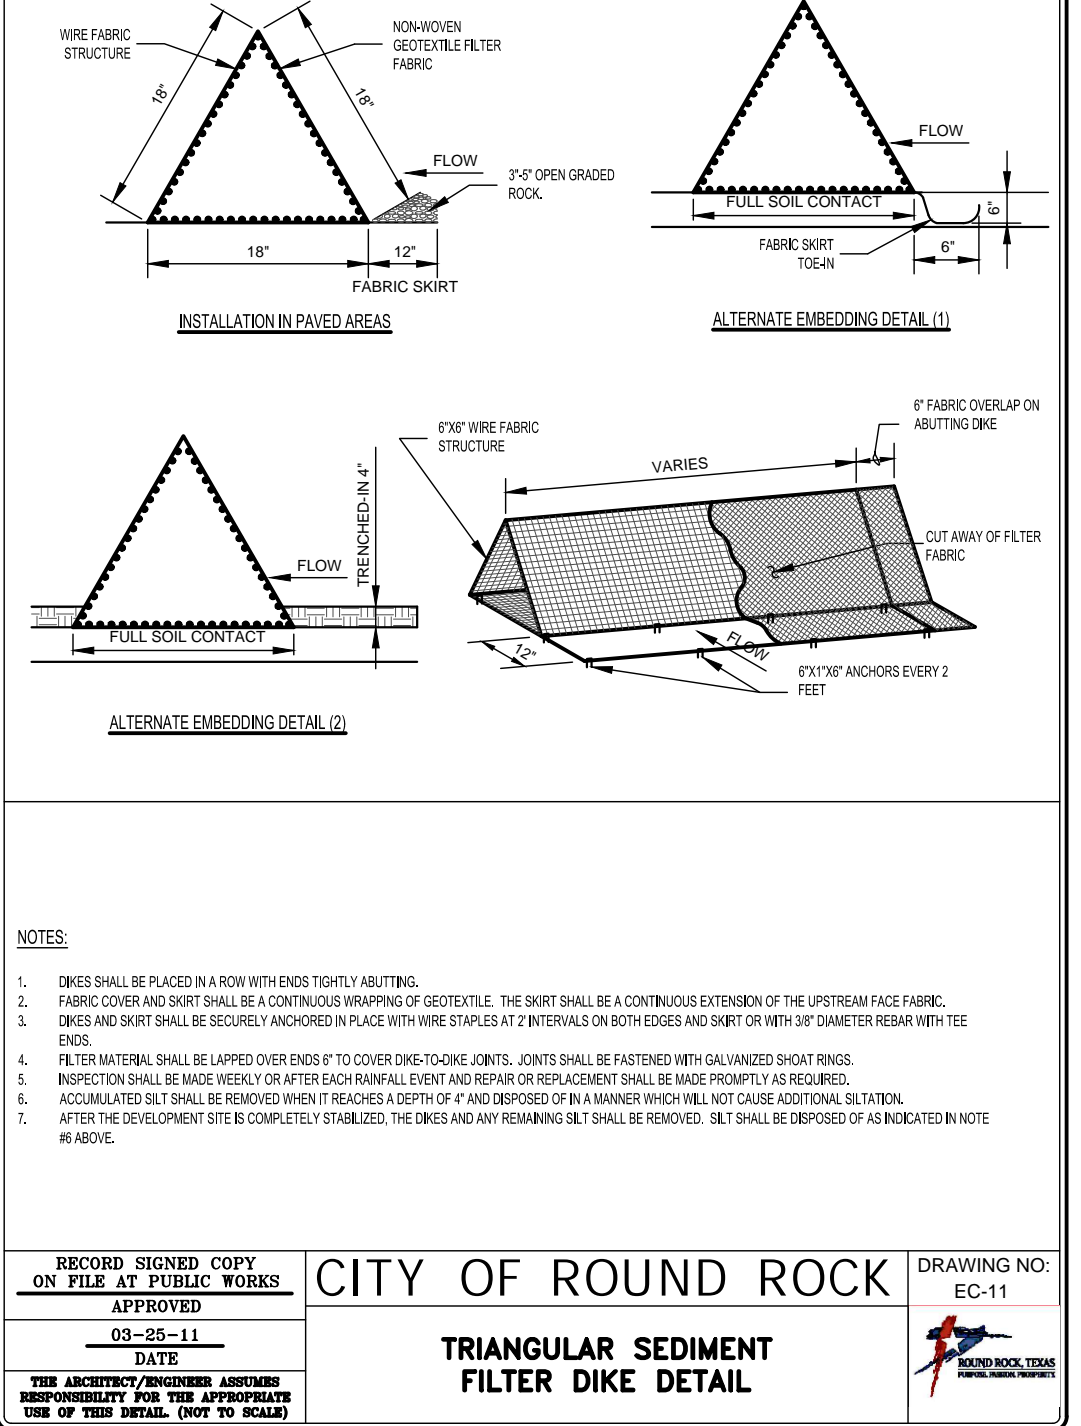 WIRE FABRIC
STRUCTURE
NON-WOVEN
GEOTEXTILE FILTER
FABRIC
18"
18"
FLOW
3"-5" OPEN GRADED
ROCK.
18"
12"
FABRIC SKIRT
INSTALLATION IN PAVED AREAS
FLOW
FULL SOIL CONTACT
6"
FABRIC SKIRT
TOE-IN
6"
ALTERNATE EMBEDDING DETAIL (1)
TRENCHED-IN 4"
FLOW
FULL SOIL CONTACT
ALTERNATE EMBEDDING DETAIL (2)
6"X6" WIRE FABRIC
STRUCTURE
VARIES
6" FABRIC OVERLAP ON
ABUTTING DIKE
CUT AWAY OF FILTER
FABRIC
12"
FLOW
6"X1"X6" ANCHORS EVERY 2
FEET
NOTES:
1. DIKES SHALL BE PLACED IN A ROW WITH ENDS TIGHTLY ABUTTING.
2. FABRIC COVER AND SKIRT SHALL BE A CONTINUOUS WRAPPING OF GEOTEXTILE. THE SKIRT SHALL BE A CONTINUOUS EXTENSION OF THE UPSTREAM FACE FABRIC.
3. DIKES AND SKIRT SHALL BE SECURELY ANCHORED IN PLACE WITH WIRE STAPLES AT 2' INTERVALS ON BOTH EDGES AND SKIRT OR WITH 3/8" DIAMETER REBAR WITH TEE
ENDS.
4. FILTER MATERIAL SHALL BE LAPPED OVER ENDS 6" TO COVER DIKE-TO-DIKE JOINTS. JOINTS SHALL BE FASTENED WITH GALVANIZED SHOAT RINGS.
5. INSPECTION SHALL BE MADE WEEKLY OR AFTER EACH RAINFALL EVENT AND REPAIR OR REPLACEMENT SHALL BE MADE PROMPTLY AS REQUIRED.
6. ACCUMULATED SILT SHALL BE REMOVED WHEN IT REACHES A DEPTH OF 4" AND DISPOSED OF IN A MANNER WHICH WILL NOT CAUSE ADDITIONAL SILTATION.
7. AFTER THE DEVELOPMENT SITE IS COMPLETELY STABILIZED, THE DIKES AND ANY REMAINING SILT SHALL BE REMOVED. SILT SHALL BE DISPOSED OF AS INDICATED IN NOTE
#6 ABOVE.
RECORD SIGNED COPY
ON FILE AT PUBLIC WORKS
APPROVED
03-25-11
DATE
THE ARCHITECT/ENGINEER ASSUMES
RESPONSIBILITY FOR THE APPROPRIATE
USE OF THIS DETAIL. (NOT TO SCALE)
CITY OF ROUND ROCK
TRIANGULAR SEDIMENT
FILTER DIKE DETAIL
DRAWING NO:
EC-11
ROUND ROCK, TEXAS
PURPOSE. PASSION. PROSPERITY.